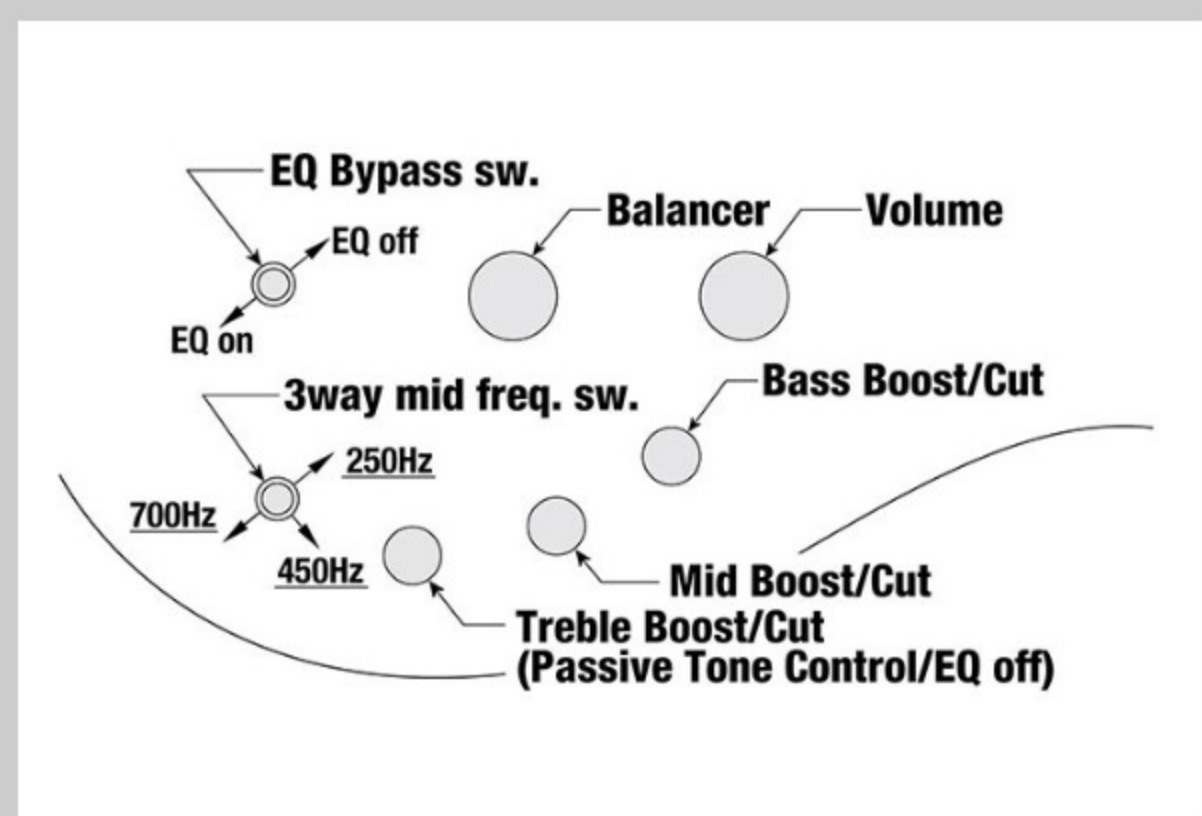 EQ Bypass sw.
EQ off
EQ on
Balancer
Volume
3way mid freq. sw.
250Hz
700Hz
450Hz
Bass Boost/Cut
Mid Boost/Cut
Treble Boost/Cut
(Passive Tone Control/EQ off)